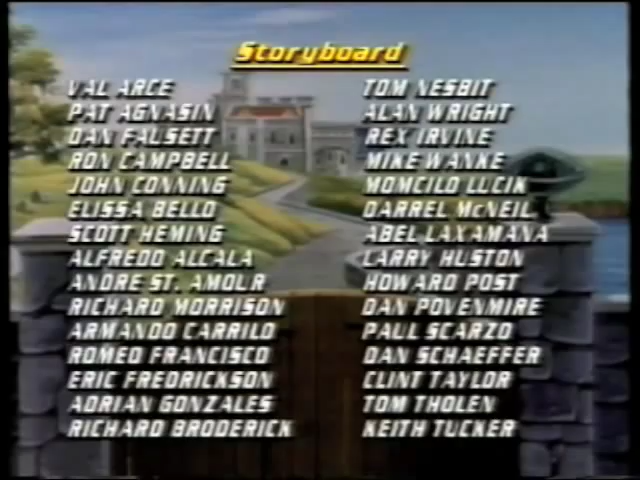 Storyboard
VAL ARCE
PAT AGNASIN
DAN FALSETT
RON CAMPBELL
JOHN CONNING
ELISSA BELLO
SCOTT HEMING
ALFREDO ALCALA
ANDRE ST. AMOUR
RICHARD MORRISON
ARMANDO CARRILO
ROMEO FRANCISCO
ERIC FREDRICKSON
ADRIAN GONZALES
RICHARD BRODERICK
TOM NESBIT
ALAN WRIGHT
REX IRVINE
MIKE WANKE
MOMCILO LUCIK
DARREL McNEIL
ABEL LAXAMANA
LARRY HUSTON
HOWARD POST
DAN POVENMIRE
PAUL SCARZO
DAN SCHAEFFER
CLINT TAYLOR
TOM THOLEN
KEITH TUCKER